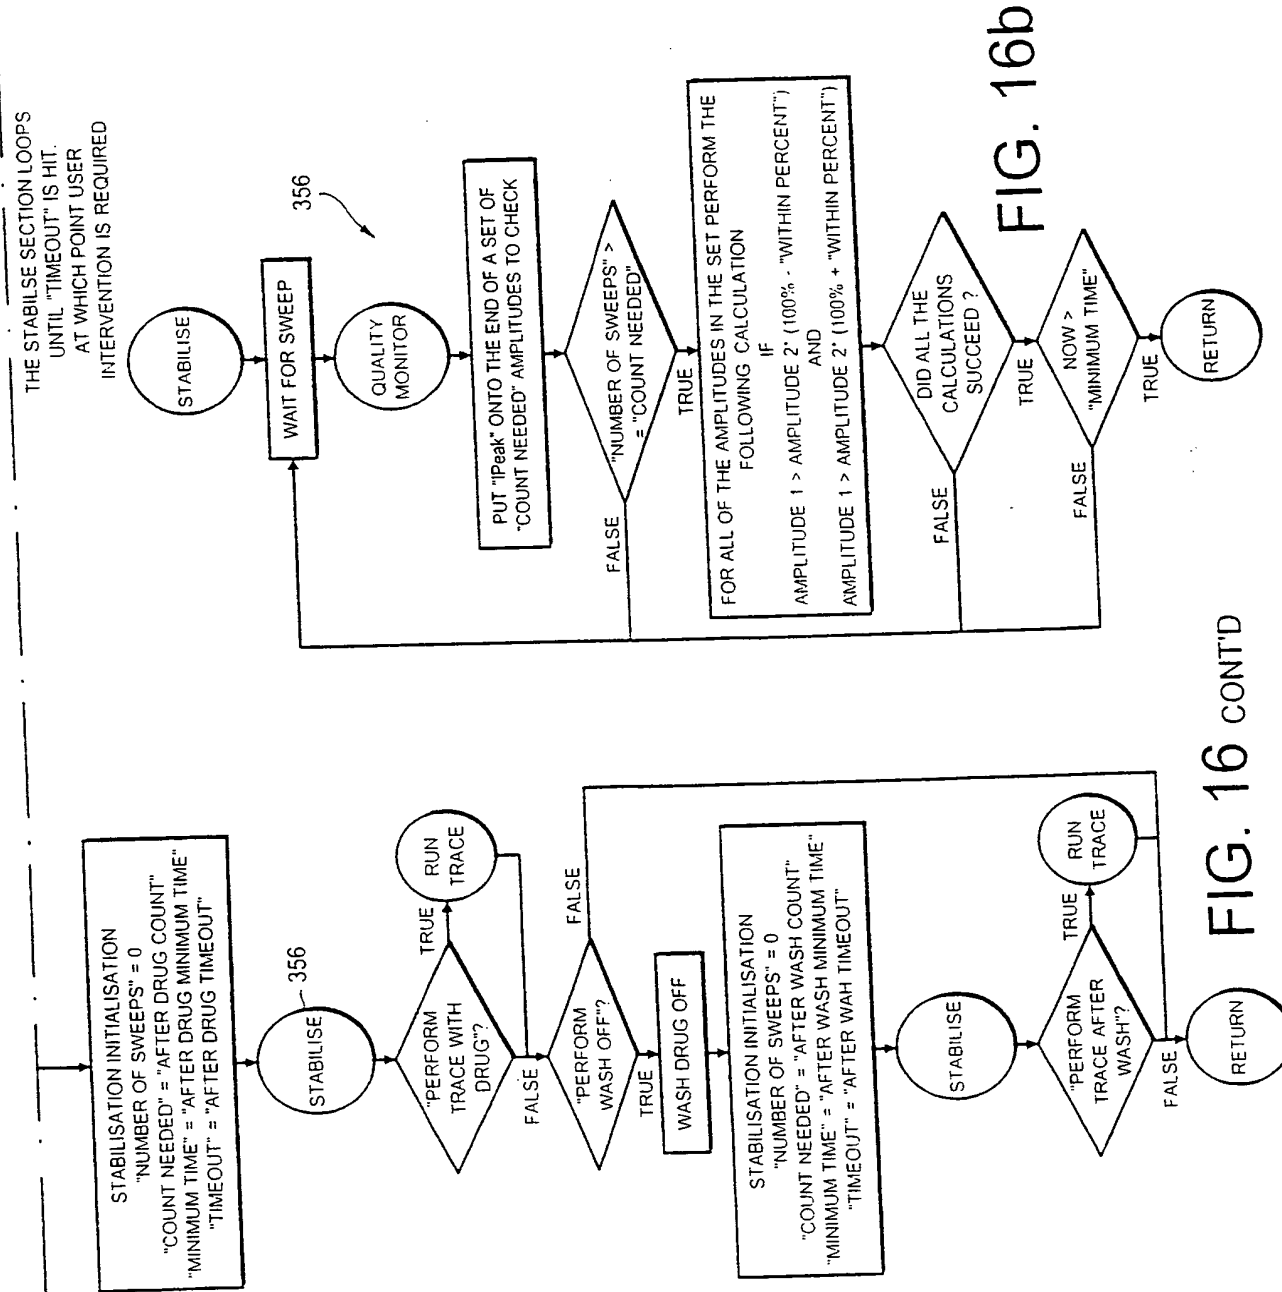 STABILISATION INITIALISATION
"NUMBER OF SWEEPS" = 0
"COUNT NEEDED" = "AFTER DRUG COUNT"
"MINIMUM TIME" = "AFTER DRUG MINIMUM TIME"
"TIMEOUT" = "AFTER DRUG TIMEOUT"
STABILISE
356
"PERFORM
TRACE WITH
DRUG"?
TRUE
RUN
TRACE
FALSE
"PERFORM
WASH OFF"?
FALSE
TRUE
WASH DRUG OFF
STABILISATION INITIALISATION
"NUMBER OF SWEEPS" = 0
"COUNT NEEDED" = "AFTER WASH COUNT"
"MINIMUM TIME" = "AFTER WASH MINIMUM TIME"
"TIMEOUT" = "AFTER WAH TIMEOUT"
STABILISE
"PERFORM
TRACE AFTER
WASH"?
TRUE
RUN
TRACE
FALSE
RETURN
FIG. 16 CONT'D
THE STABILSE SECTION LOOPS
UNTIL "TIMEOUT" IS HIT.
AT WHICH POINT USER
INTERVENTION IS REQUIRED
STABILISE
356
WAIT FOR SWEEP
QUALITY
MONITOR
PUT "IPeak" ONTO THE END OF A SET OF
"COUNT NEEDED" AMPLITUDES TO CHECK
"NUMBER OF SWEEPS" >
= "COUNT NEEDED"
FALSE
TRUE
FOR ALL OF THE AMPLITUDES IN THE SET PERFORM THE
FOLLOWING CALCULATION
IF
AMPLITUDE 1 > AMPLITUDE 2* (100% - "WITHIN PERCENT")
AND
AMPLITUDE 1 > AMPLITUDE 2* (100% + "WITHIN PERCENT")
DID ALL THE
CALCULATIONS
SUCCEED ?
FALSE
TRUE
NOW >
"MINIMUM TIME"
FALSE
TRUE
RETURN
FIG. 16b